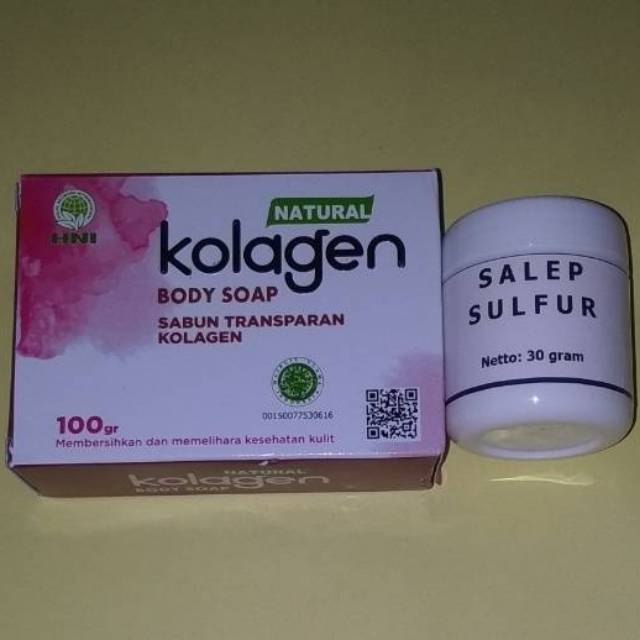 HNI
NATURAL
kolagen
BODY SOAP
SABUN TRANSPARAN
KOLAGEN
00150077530616
100gr
Membersihkan dan memelihara kesehatan kulit
NATURAL
kolagen
BODY SOAP
SALEP
SULFUR
Netto: 30 gram